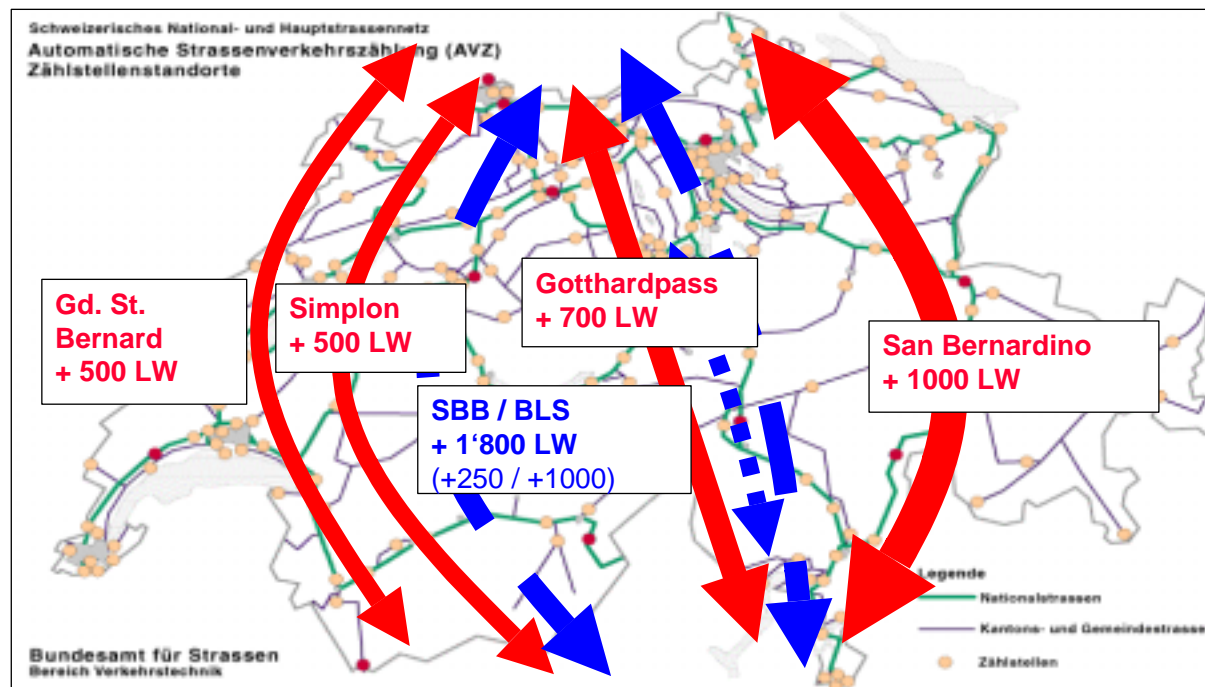 Schweizerisches National- und Hauptstrassennetz
Automatische Strassenverkehrszählung (AVZ)
Zählstellenstandorte
Gd. St.
Bernard
+ 500 LW
Simplon
+ 500 LW
Gotthardpass
+ 700 LW
San Bernardino
+ 1000 LW
SBB / BLS
+ 1‘800 LW
(+250 / +1000)
Legende
Nationalstrassen
Kantons- und Gemeindestrasse
Zählstellen
Bundesamt für Strassen
Bereich Verkehrstechnik